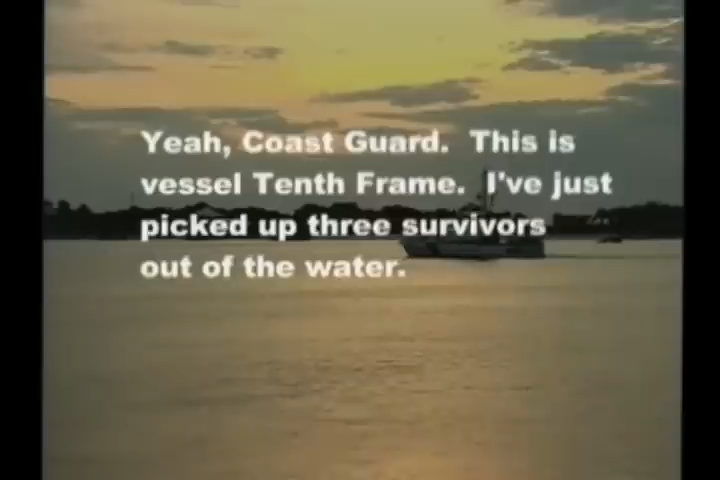 Yeah, Coast Guard. This is
vessel Tenth Frame. I've just
picked up three survivors
out of the water.